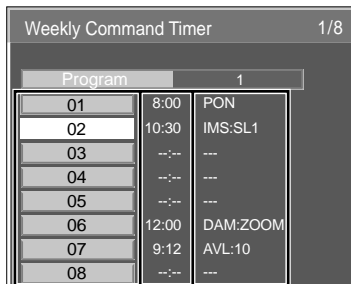 Weekly Command Timer 1/8
Program 1
01 8:00 PON
02 10:30 IMS:SL1
03 --:-- ---
04 --:-- ---
05 --:-- ---
06 12:00 DAM:ZOOM
07 9:12 AVL:10
08 --:-- ---